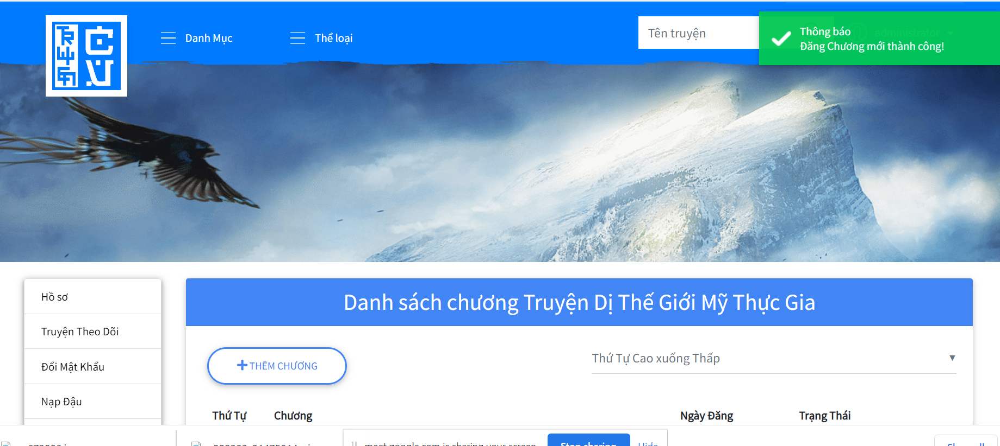 TRUYỆN
CV
Danh Mục
Thể loại
Tên truyện
administrator
Thông báo
Đăng Chương mới thành công!
Hồ sơ
Truyện Theo Dõi
Đổi Mật Khẩu
Nạp Đậu
Danh sách chương Truyện Dị Thế Giới Mỹ Thực Gia
THÊM CHƯƠNG
Thứ Tự Cao xuống Thấp
Thứ Tự Chương Ngày Đăng Trạng Thái
meet.google.com is sharing your screen.
Stop sharing
Hide